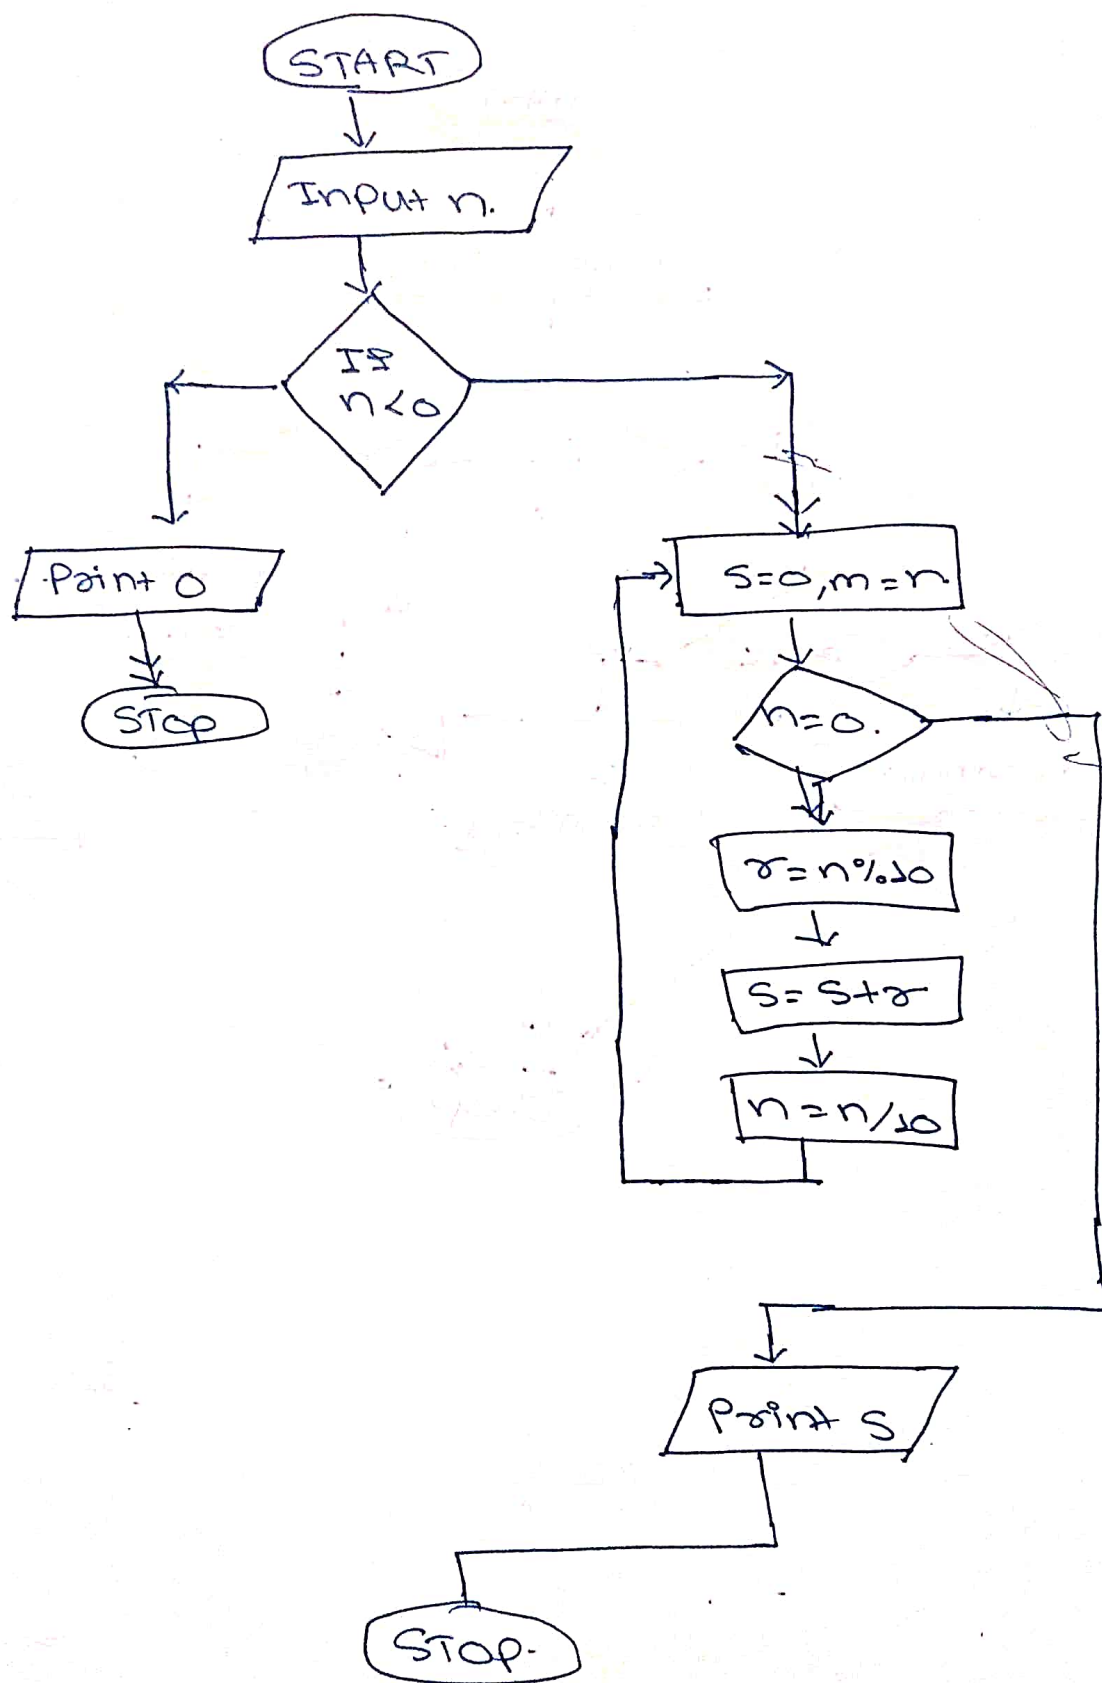 START
Input n.
If
n<0
Print 0
STOP
s=0, m=n
n=0.
r=n%10
s=s+r
n=n/10
Print s
STOP.